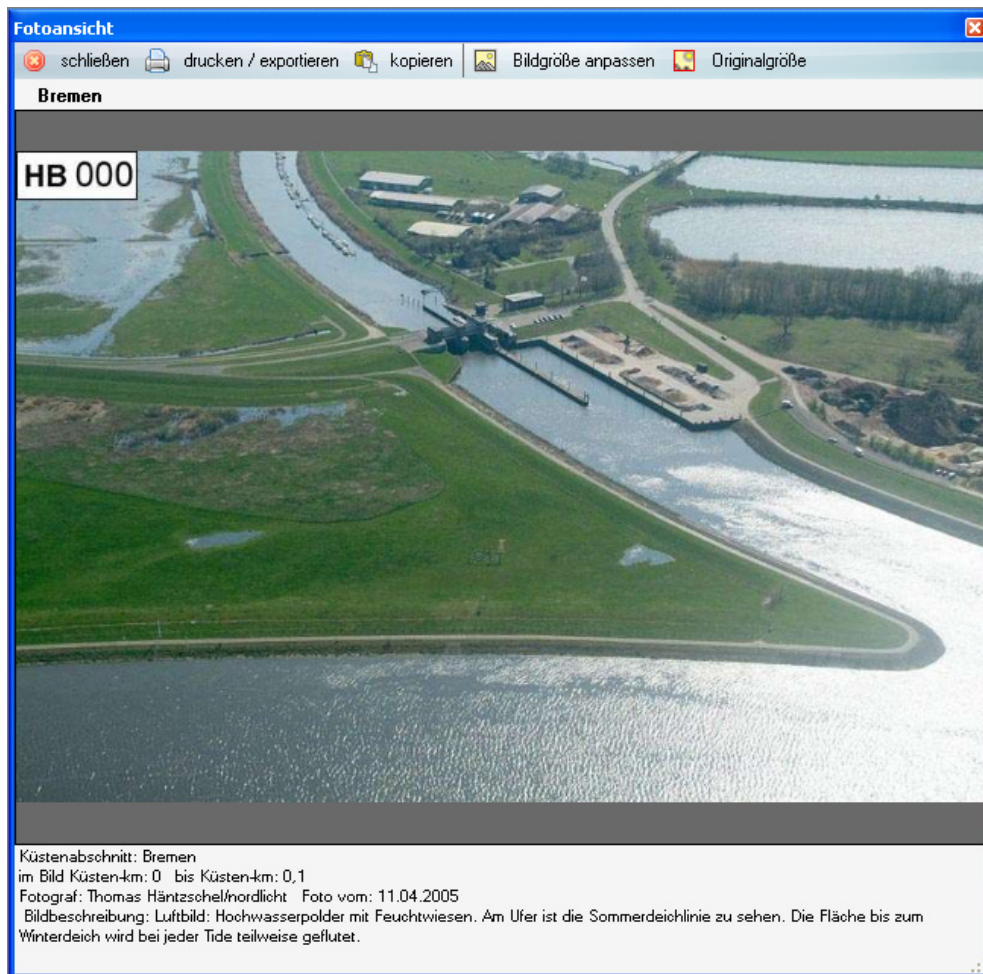 Fotoansicht
schließen drucken / exportieren kopieren Bildgröße anpassen Originalgröße
Bremen
HB 000
Küstenabschnitt: Bremen
im Bild Küsten-km: 0 bis Küsten-km: 0,1
Fotograf: Thomas Häntzschel/nordlicht Foto vom: 11.04.2005
Bildbeschreibung: Luftbild: Hochwasserpolder mit Feuchtwiesen. Am Ufer ist die Sommerdeichlinie zu sehen. Die Fläche bis zum
Winterdeich wird bei jeder Tide teilweise geflutet.